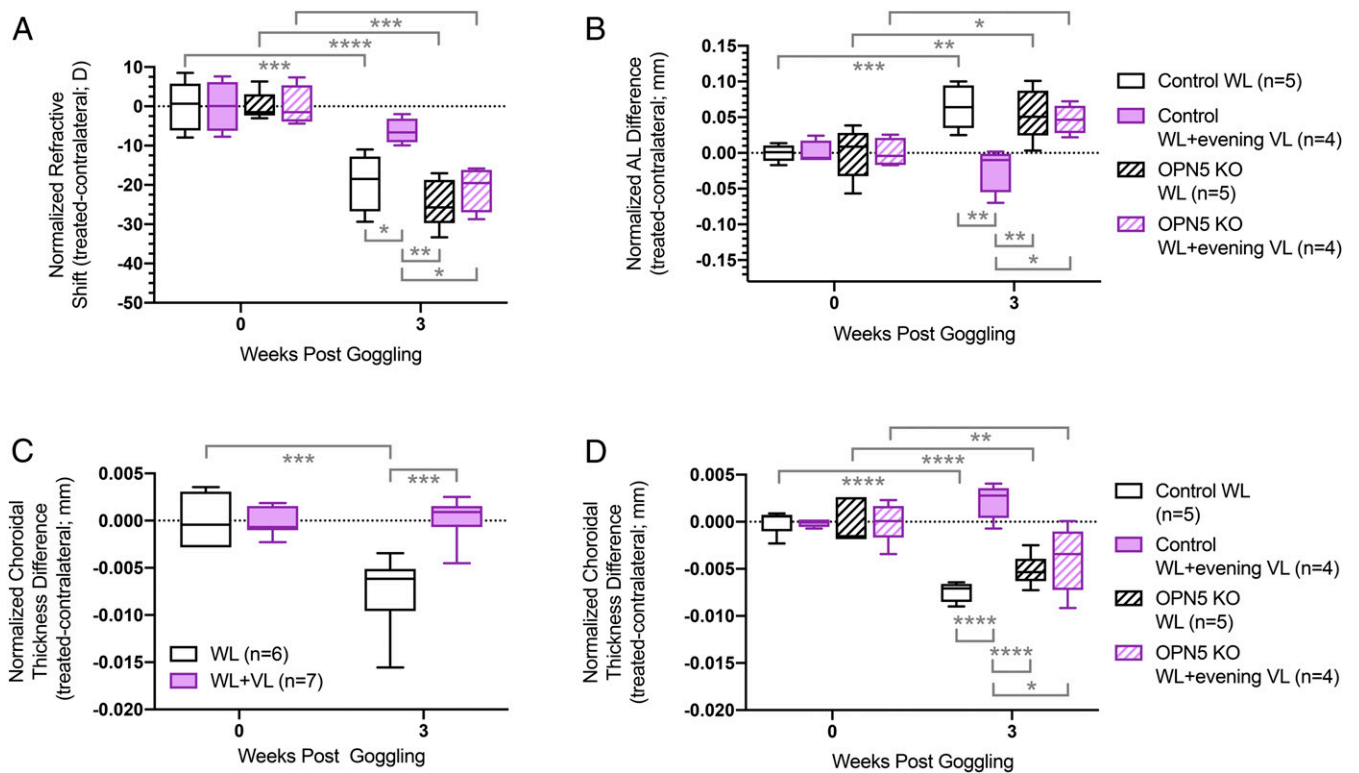 A
Normalized Refractive
Shift (treated-contralateral; D)
10
0
-10
-20
-30
-40
-50
***
****
***
*
**
*
0
3
Weeks Post Goggling
B
Normalized AL Difference
(treated-contralateral; mm)
0.15
0.10
0.05
0.00
-0.05
-0.10
-0.15
*
**
***
**
**
*
0
3
Weeks Post Goggling
Control WL (n=5)
Control
WL+evening VL (n=4)
OPN5 KO
WL (n=5)
OPN5 KO
WL+evening VL (n=4)
C
Normalized Choroidal
Thickness Difference
(treated-contralateral; mm)
0.005
0.000
-0.005
-0.010
-0.015
-0.020
***
***
WL (n=6)
WL+VL (n=7)
0
3
Weeks Post Goggling
D
Normalized Choroidal
Thickness Difference
(treated-contralateral; mm)
0.005
0.000
-0.005
-0.010
-0.015
-0.020
**
****
****
****
****
*
0
3
Weeks Post Goggling
Control WL
(n=5)
Control
WL+evening VL (n=4)
OPN5 KO
WL (n=5)
OPN5 KO
WL+evening VL (n=4)